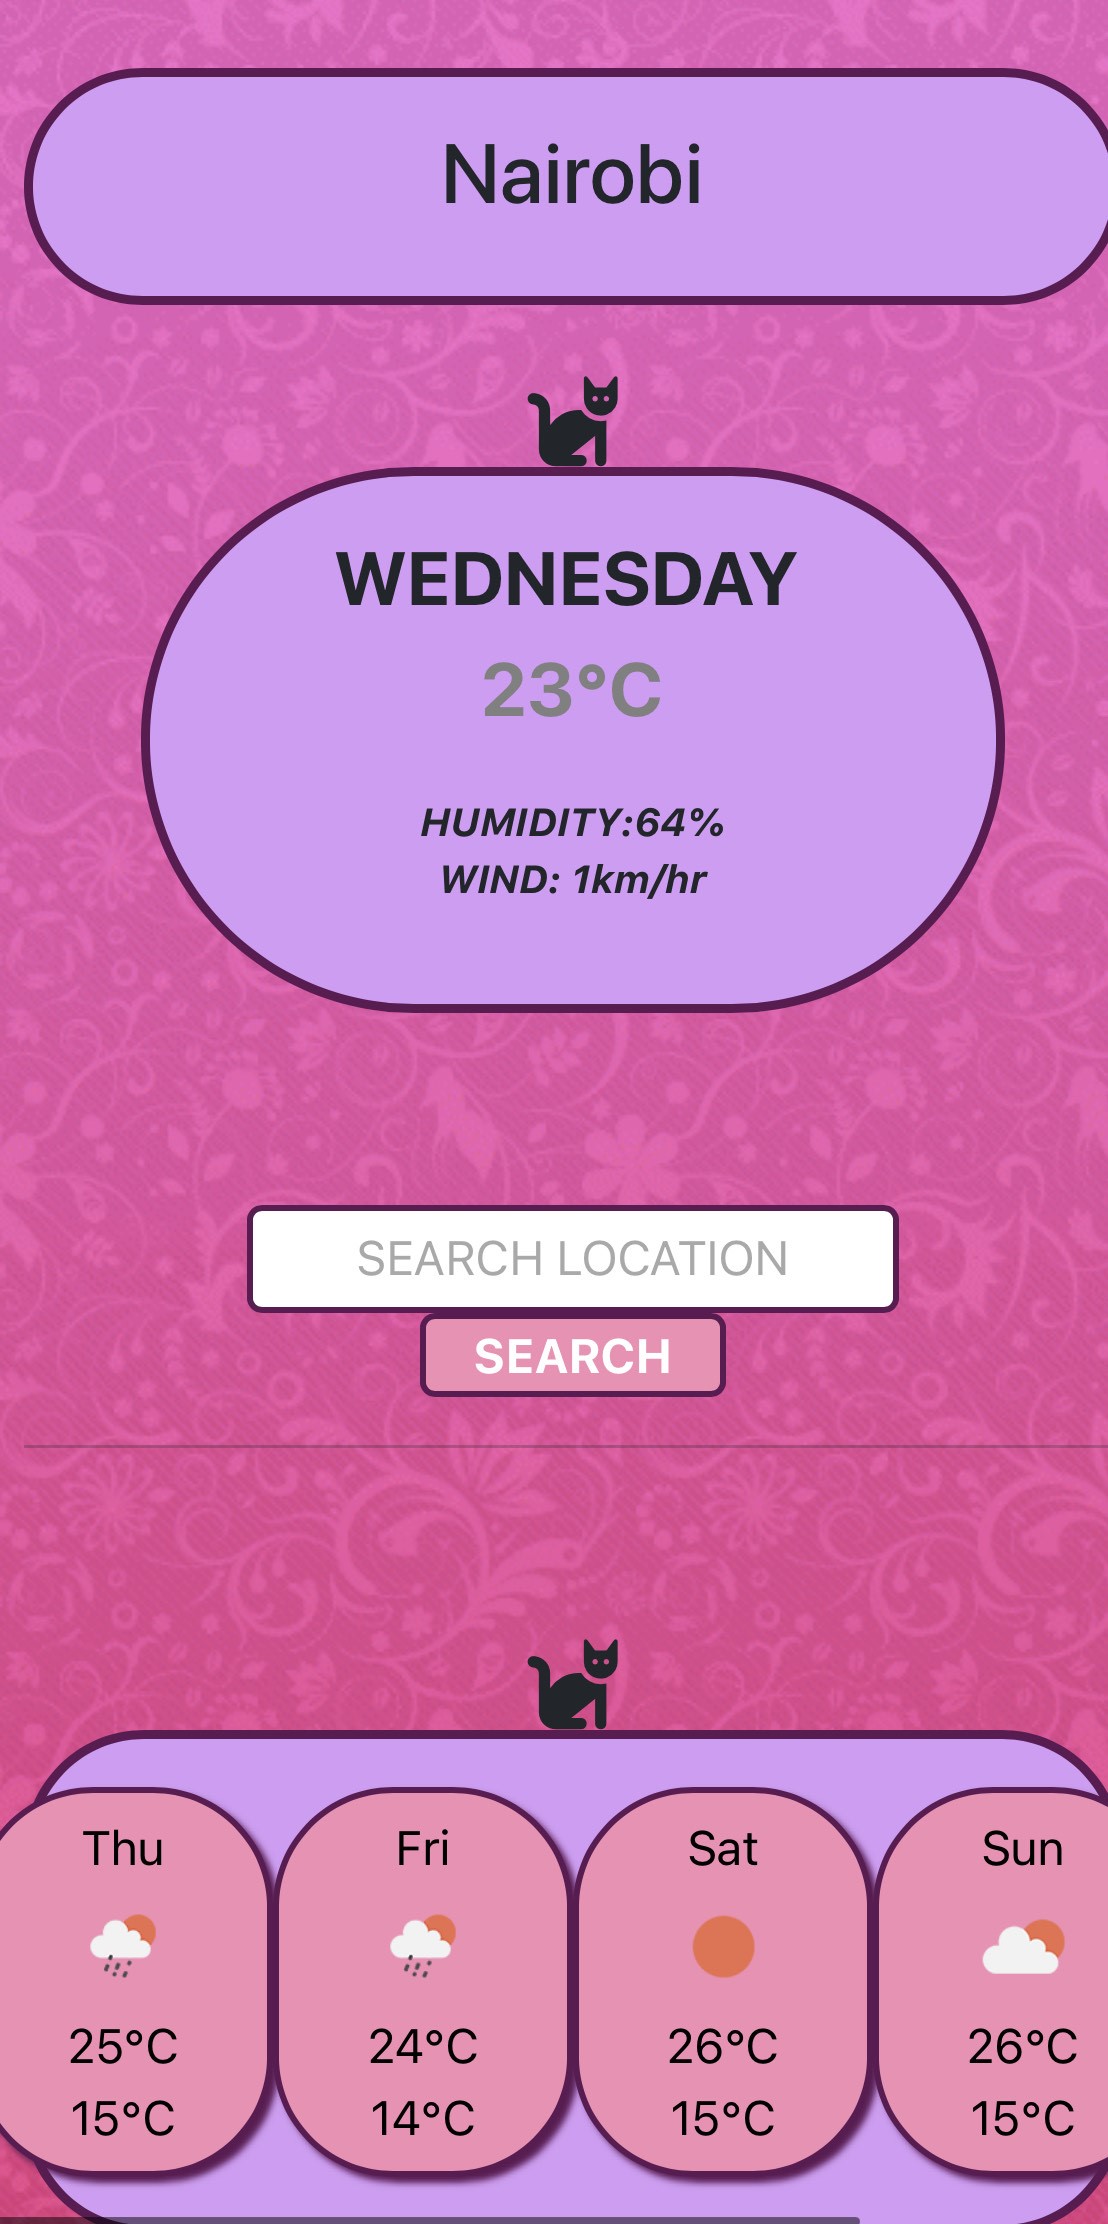 Nairobi
WEDNESDAY
23°C
HUMIDITY:64%
WIND: 1km/hr
SEARCH LOCATION
SEARCH
Thu Fri Sat Sun
25°C 24°C 26°C 26°C
15°C 14°C 15°C 15°C